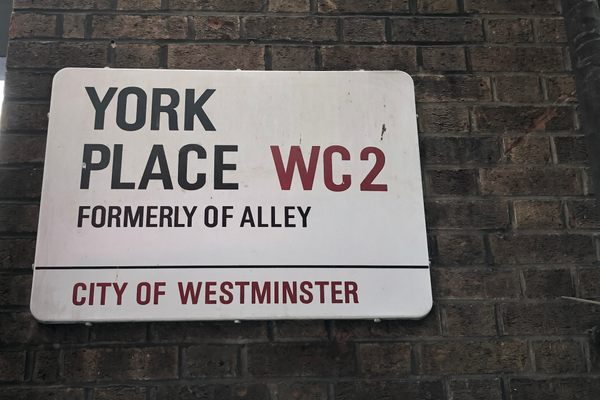 YORK
PLACE WC2
FORMERLY OF ALLEY
CITY OF WESTMINSTER